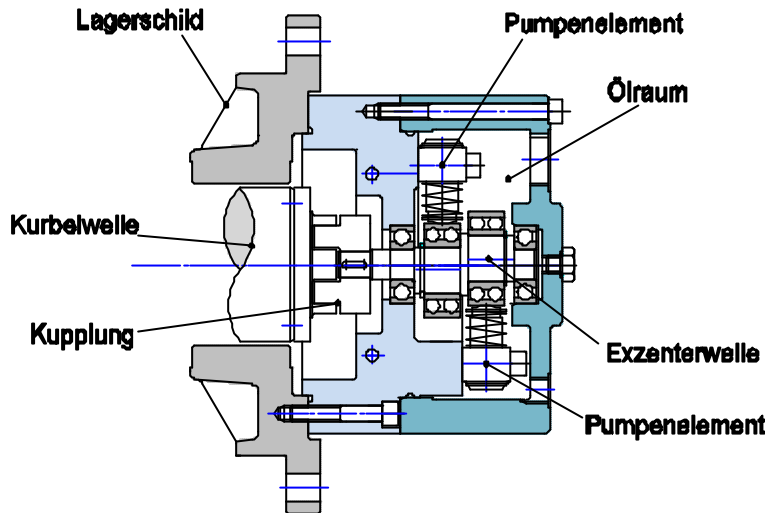 Lagerschild
Pumpenelement
Ölraum
Kurbelwelle
Kupplung
Exzenterwelle
Pumpenelement